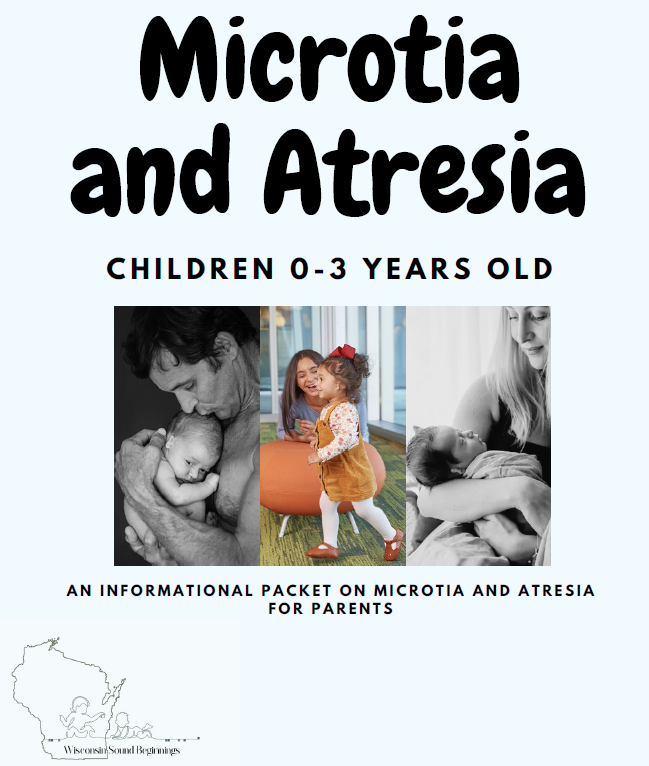 Microtia
and Atresia
CHILDREN 0-3 YEARS OLD
AN INFORMATIONAL PACKET ON MICROTIA AND ATRESIA
FOR PARENTS
Wisconsin Sound Beginnings